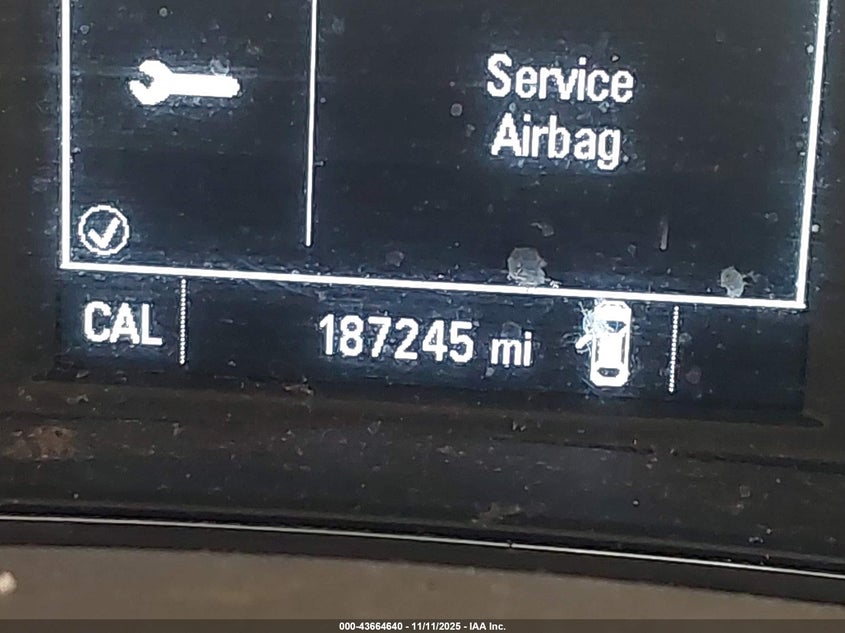 Service
Airbag
CAL
187245 mi
000-43664640 - 11/11/2025 - IAA Inc.